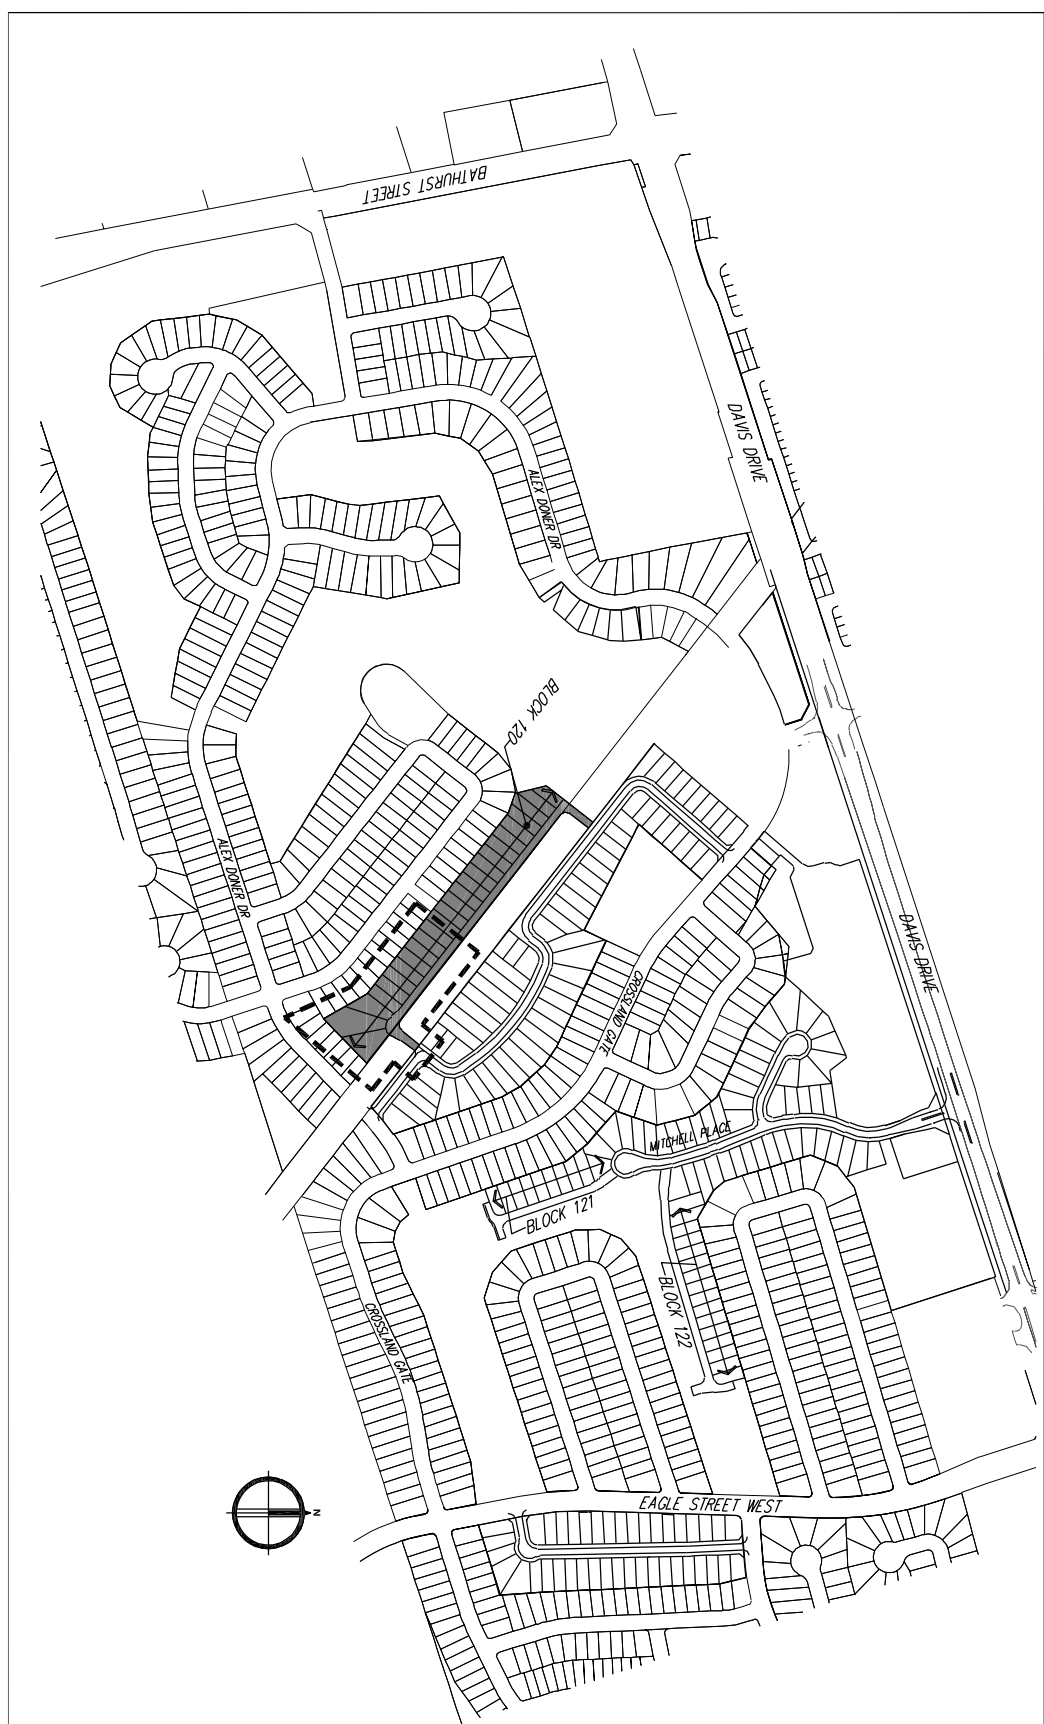 BATHURST STREET
DAVIS DRIVE
ALEX DONER DR
BLOCK 120
ALEX DONER DR
DAVIS DRIVE
CROSSLAND GATE
MITCHELL PLACE
BLOCK 121
BLOCK 122
CROSSLAND GATE
EAGLE STREET WEST
N